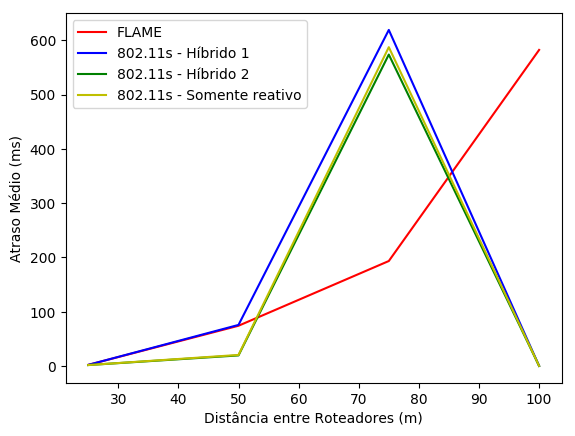 FLAME
802.11s - Híbrido 1
802.11s - Híbrido 2
802.11s - Somente reativo
Atraso Médio (ms)
600
500
400
300
200
100
0
30 40 50 60 70 80 90 100
Distância entre Roteadores (m)